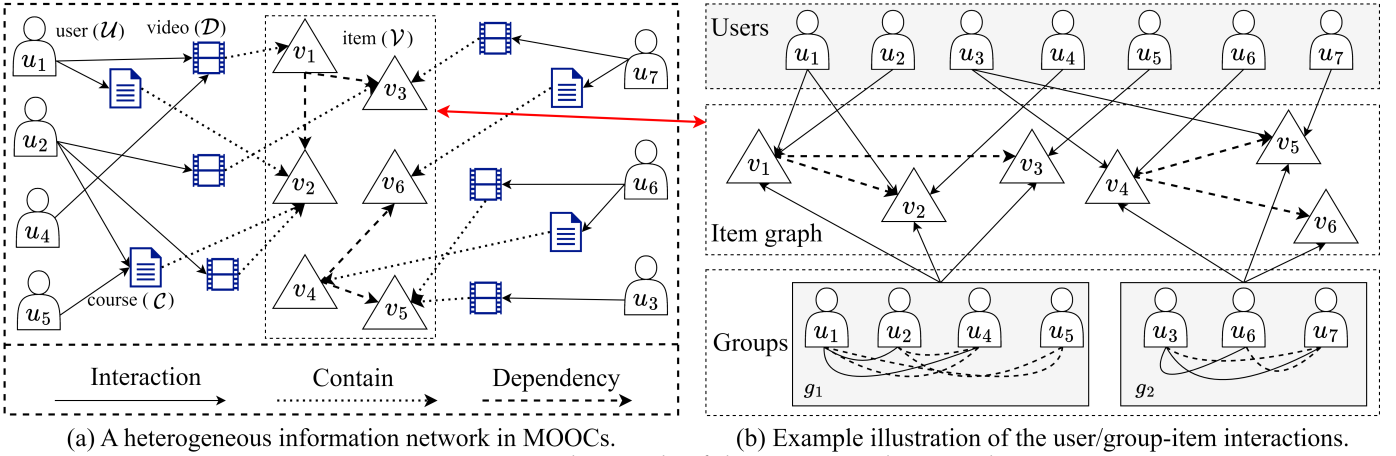 user (𝒰)
video (𝒟)
item (𝒱)
u1
v1
v3
u7
u2
v2
v6
u6
u4
v4
v5
u3
course (𝒞)
u5
Interaction
Contain
Dependency
(a) A heterogeneous information network in MOOCs.
Users
u1 u2 u3 u4 u5 u6 u7
v1
v2
v3
v4
v5
v6
Item graph
Groups
u1 u2 u4 u5
g1
u3 u6 u7
g2
(b) Example illustration of the user/group-item interactions.